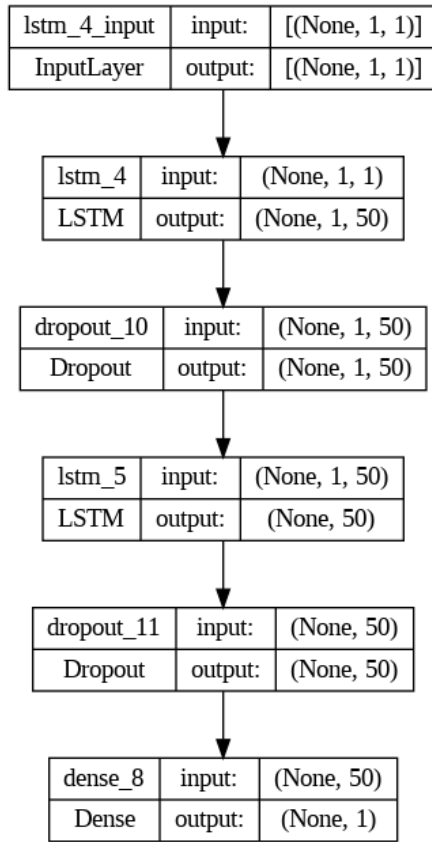 lstm_4_input input: [(None, 1, 1)]
InputLayer output: [(None, 1, 1)]
lstm_4 input: (None, 1, 1)
LSTM output: (None, 1, 50)
dropout_10 input: (None, 1, 50)
Dropout output: (None, 1, 50)
lstm_5 input: (None, 1, 50)
LSTM output: (None, 50)
dropout_11 input: (None, 50)
Dropout output: (None, 50)
dense_8 input: (None, 50)
Dense output: (None, 1)